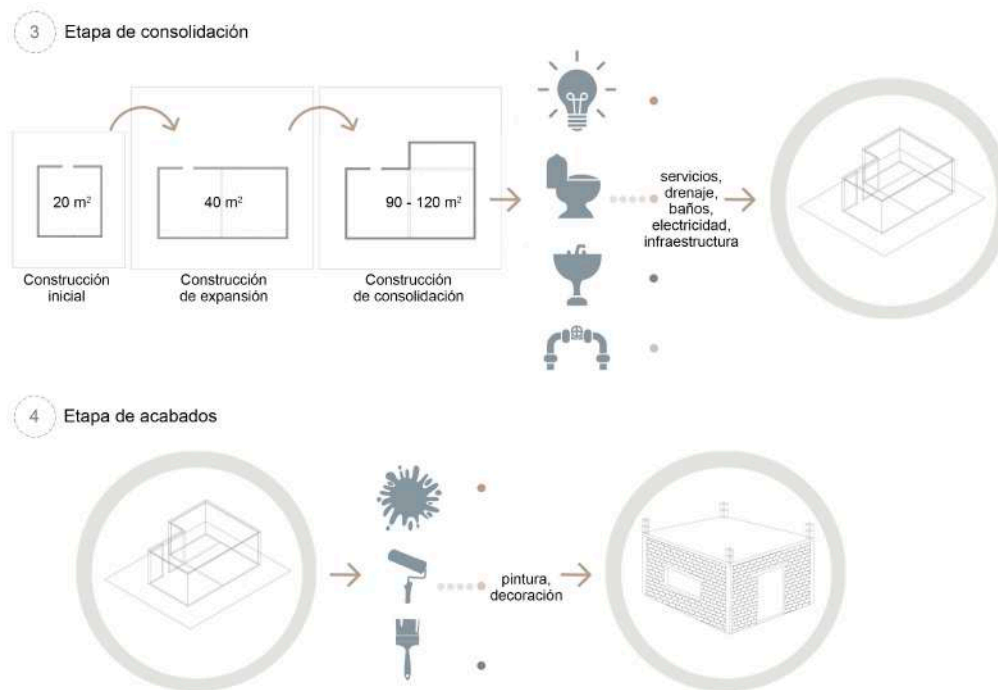 3 Etapa de consolidación
20 m²
40 m²
90 - 120 m²
Construcción
inicial
Construcción
de expansión
Construcción
de consolidación
servicios,
drenaje,
baños,
electricidad,
infraestructura
4 Etapa de acabados
pintura,
decoración